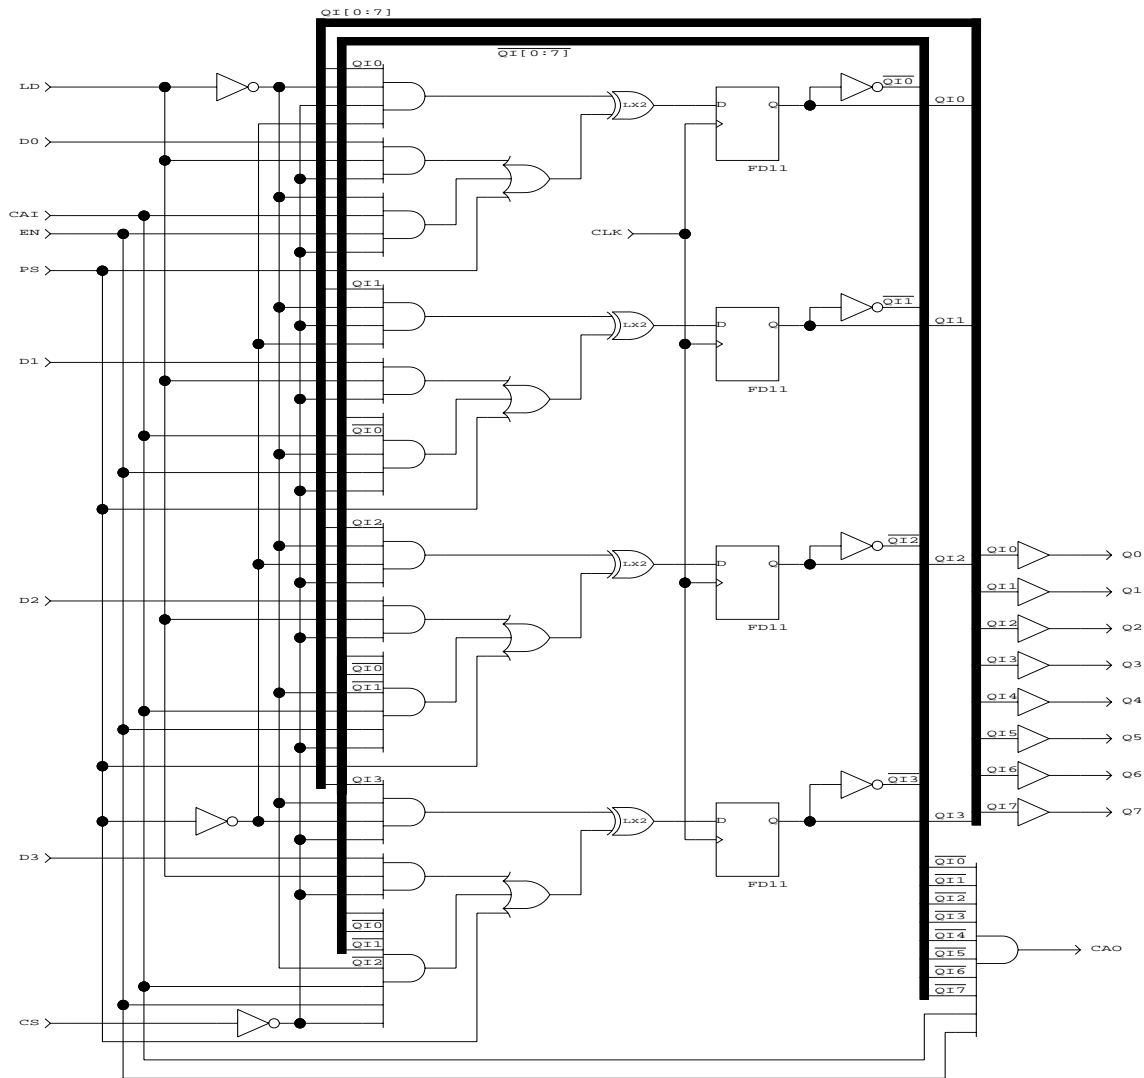 QI[0:7]
QI[0:7]
QI0
QI0
LD
LX2
D
Q
QI0
D0
FD11
CAI
EN
CLK
PS
QI1
QI1
LX2
D
Q
QI1
D1
FD11
QI0
QI2
QI2
QI0
Q0
LX2
D
Q
QI2
QI1
Q1
D2
FD11
QI2
Q2
QI0
QI3
Q3
QI1
QI4
Q4
QI5
Q5
QI3
QI3
QI6
Q6
QI7
Q7
LX2
D
Q
QI3
D3
QI0
FD11
QI1
QI2
QI0
QI3
QI1
QI4
CAO
QI2
QI5
QI6
QI7
CS